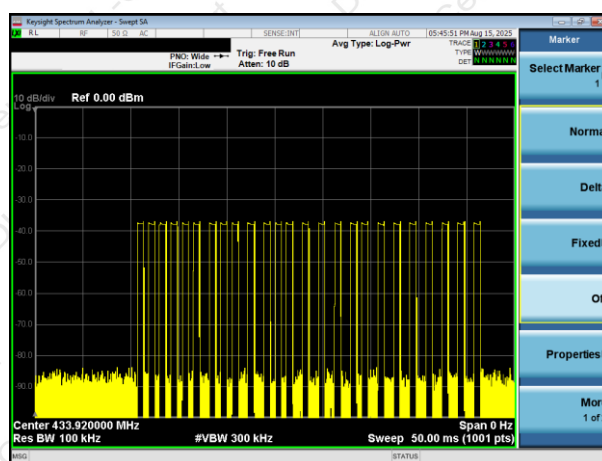 Keysight Spectrum Analyzer - Swept SA
RL RF 50 Ω AC SENSE:INT ALIGN AUTO 05:45:51 PM Aug 15, 2025
Avg Type: Log-Pwr TRACE 1 2 3 4 5 6
PNO: Wide Trig: Free Run TYPE W
IFGain:Low Atten: 10 dB DET N N N N N N
10 dB/div Ref 0.00 dBm
Log
-10.0
-20.0
-30.0
-40.0
-50.0
-60.0
-70.0
-80.0
-90.0
Center 433.920000 MHz Span 0 Hz
Res BW 100 kHz #VBW 300 kHz Sweep 50.00 ms (1001 pts)
MSG STATUS
Marker
Select Marker
1
Norma
Delt
Fixed
Of
Properties
Mor
1 of